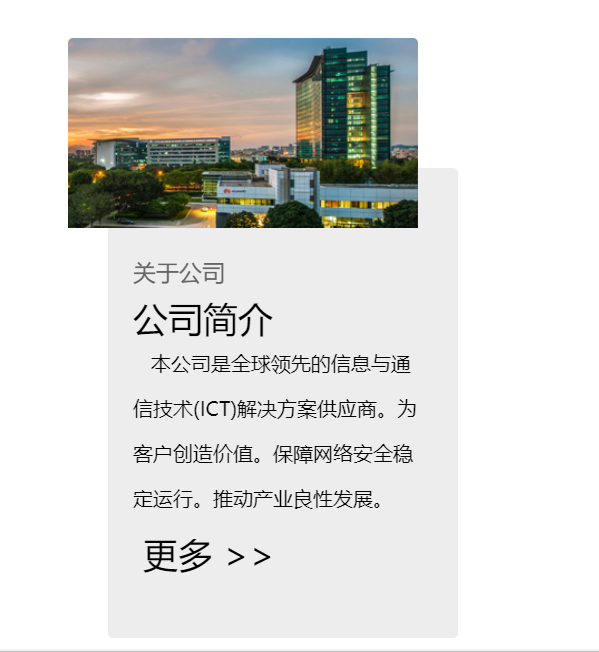 关于公司
公司简介
本公司是全球领先的信息与通
信技术(ICT)解决方案供应商。为
客户创造价值。保障网络安全稳
定运行。推动产业良性发展。
更多 >>